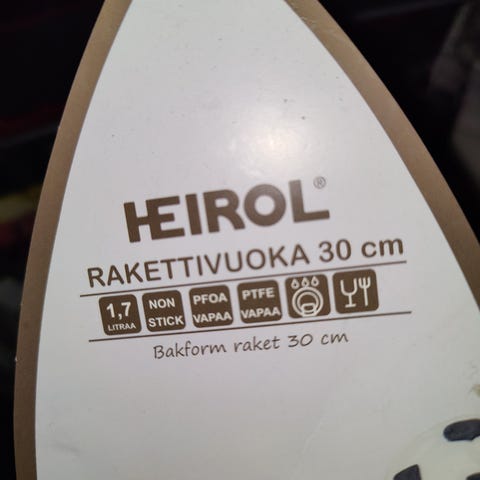 HEIROL®
RAKETTIVUOKA 30 cm
1,7 LITRAA
NON STICK
PFOA VAPAA
PTFE VAPAA
Bakform raket 30 cm